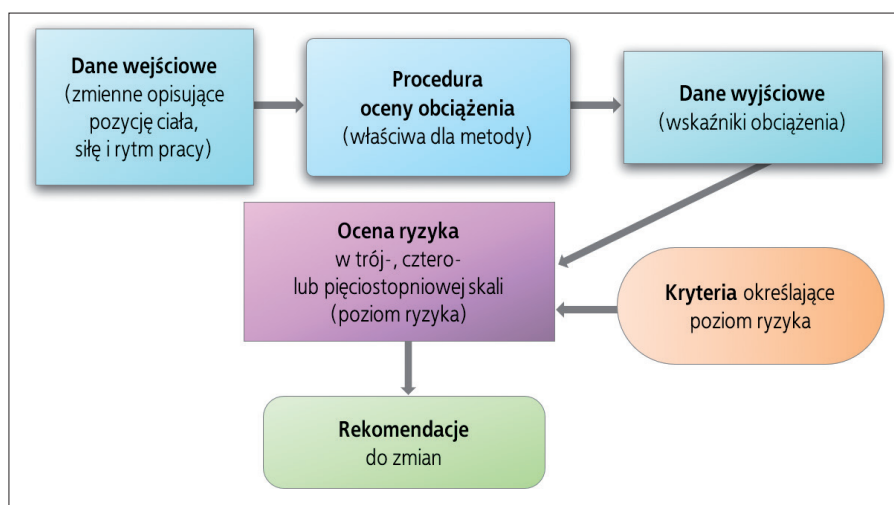 Dane wejściowe
(zmienne opisujące
pozycję ciała,
siłę i rytm pracy)
Procedura
oceny obciążenia
(właściwa dla metody)
Dane wyjściowe
(wskaźniki obciążenia)
Ocena ryzyka
w trój-, cztero-
lub pięciostopniowej skali
(poziom ryzyka)
Kryteria określające
poziom ryzyka
Rekomendacje
do zmian